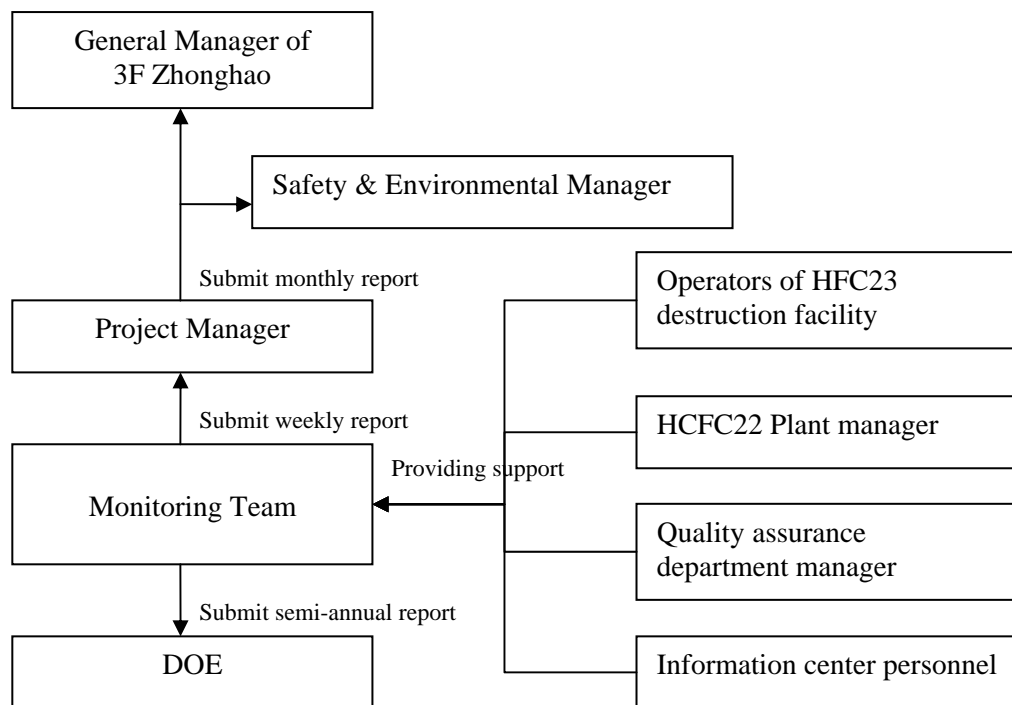 General Manager of
3F Zhonghao
Safety & Environmental Manager
Submit monthly report
Operators of HFC23
destruction facility
Project Manager
Submit weekly report
HCFC22 Plant manager
Providing support
Monitoring Team
Quality assurance
department manager
Submit semi-annual report
DOE
Information center personnel